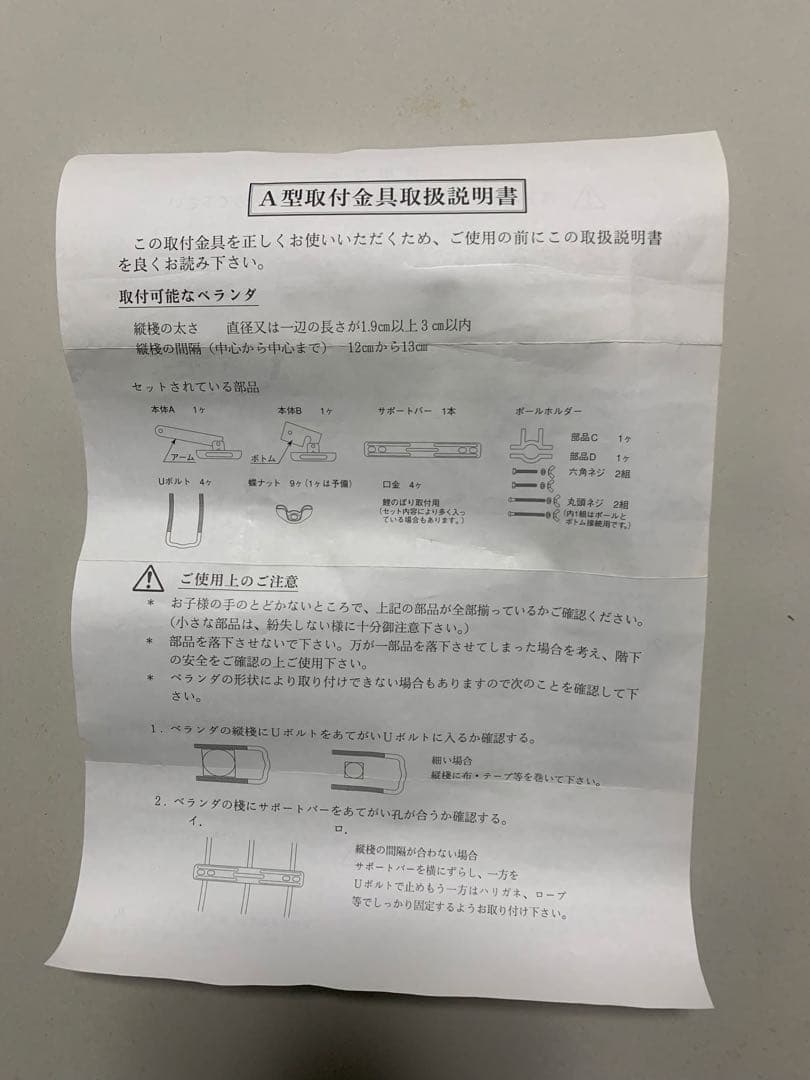 A型取付金具取扱説明書
この取付金具を正しくお使いいただくため、ご使用の前にこの取扱説明書
を良くお読み下さい。
取付可能なベランダ
縦桟の太さ　直径又は一辺の長さが1.9㎝以上3㎝以内
縦桟の間隔（中心から中心まで）　12㎝から13㎝
セットされている部品
本体A　1ヶ
アーム
本体B　1ヶ
ボトム
サポートバー　1本
ポールホルダー
部品C　1ヶ
部品D　1ヶ
六角ネジ　2組
丸頭ネジ　2組
（内1組はポールと
ボトム接続用です。）
Uボルト　4ヶ
蝶ナット　9ヶ（1ヶは予備）
口金　4ヶ
鯉のぼり取付用
（セット内容により多く入っ
ている場合もあります。）
ご使用上のご注意
＊　お子様の手のとどかないところで、上記の部品が全部揃っているかご確認ください。
（小さな部品は、紛失しない様に十分御注意下さい。）
＊　部品を落下させないで下さい。万が一部品を落下させてしまった場合を考え、階下
の安全をご確認の上ご使用下さい。
＊　ベランダの形状により取り付けできない場合もありますので次のことを確認して下
さい。
1．ベランダの縦桟にUボルトをあてがいUボルトに入るか確認する。
細い場合
縦桟に布・テープ等を巻いて下さい。
2．ベランダの桟にサポートバーをあてがい孔が合うか確認する。
イ．
ロ．
縦桟の間隔が合わない場合
サポートバーを横にずらし、一方を
Uボルトで止めもう一方はハリガネ、ロープ
等でしっかり固定するようお取り付け下さい。